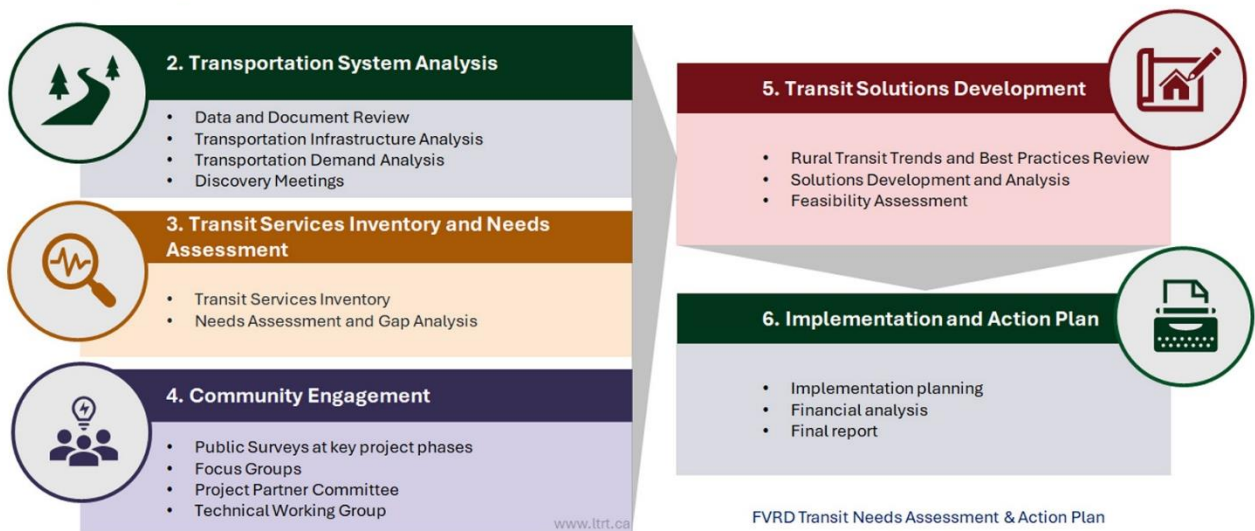 2. Transportation System Analysis
• Data and Document Review
• Transportation Infrastructure Analysis
• Transportation Demand Analysis
• Discovery Meetings
3. Transit Services Inventory and Needs
Assessment
• Transit Services Inventory
• Needs Assessment and Gap Analysis
4. Community Engagement
• Public Surveys at key project phases
• Focus Groups
• Project Partner Committee
• Technical Working Group
www.ltrt.ca
5. Transit Solutions Development
• Rural Transit Trends and Best Practices Review
• Solutions Development and Analysis
• Feasibility Assessment
6. Implementation and Action Plan
• Implementation planning
• Financial analysis
• Final report
FVRD Transit Needs Assessment & Action Plan